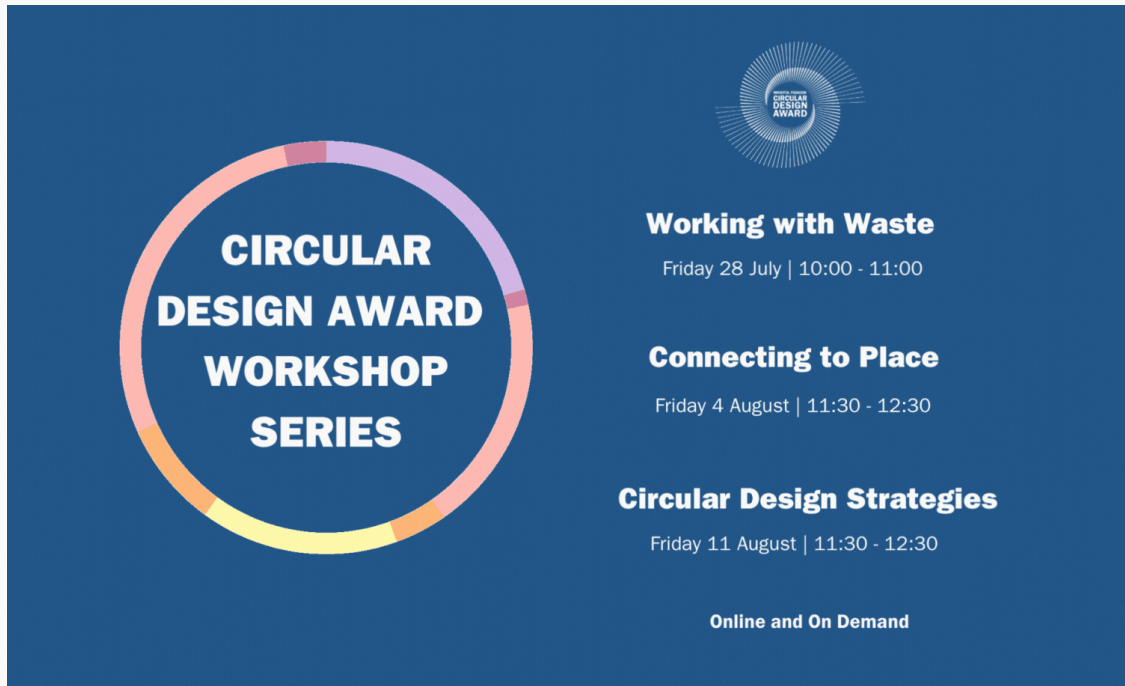 CIRCULAR
DESIGN AWARD
WORKSHOP
SERIES
MINDFUL FASHION
CIRCULAR
DESIGN
AWARD
Working with Waste
Friday 28 July | 10:00 - 11:00
Connecting to Place
Friday 4 August | 11:30 - 12:30
Circular Design Strategies
Friday 11 August | 11:30 - 12:30
Online and On Demand